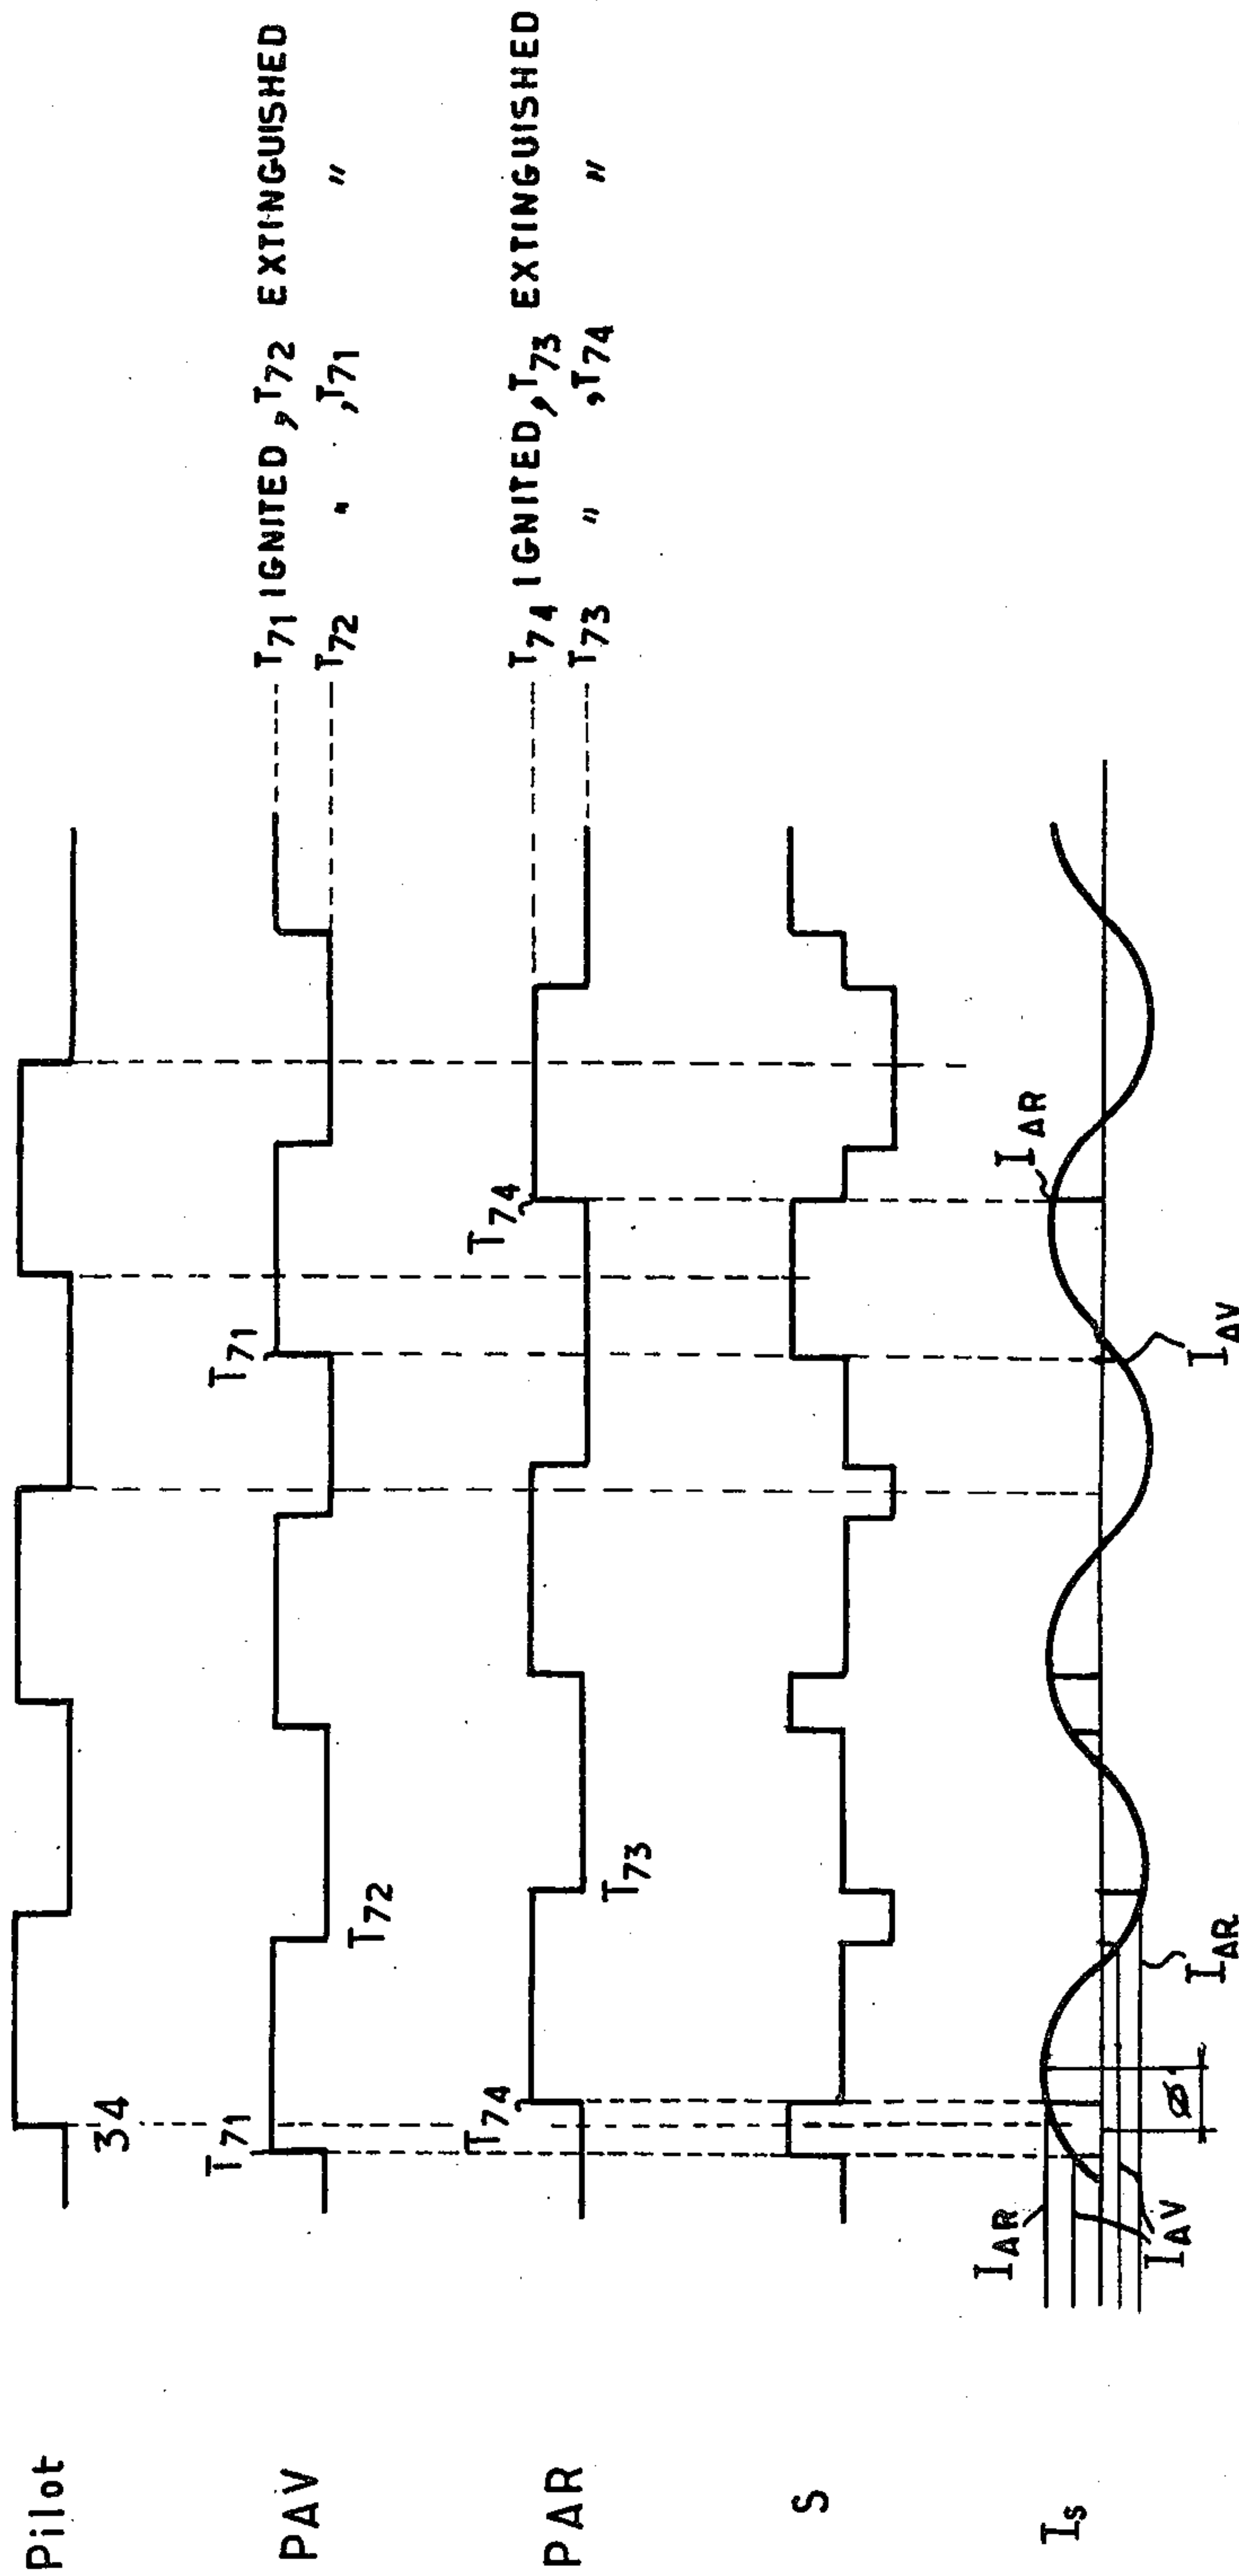 Pilot
34
PAV
T71
T72
T71
T71 IGNITED, T72 EXTINGUISHED
T72 " , T71 "
PAR
T74
T73
T74
T74 IGNITED, T73 EXTINGUISHED
T73 " , T74 "
S
Is
IAR
IAV
ø
IAR
IAV
IAR